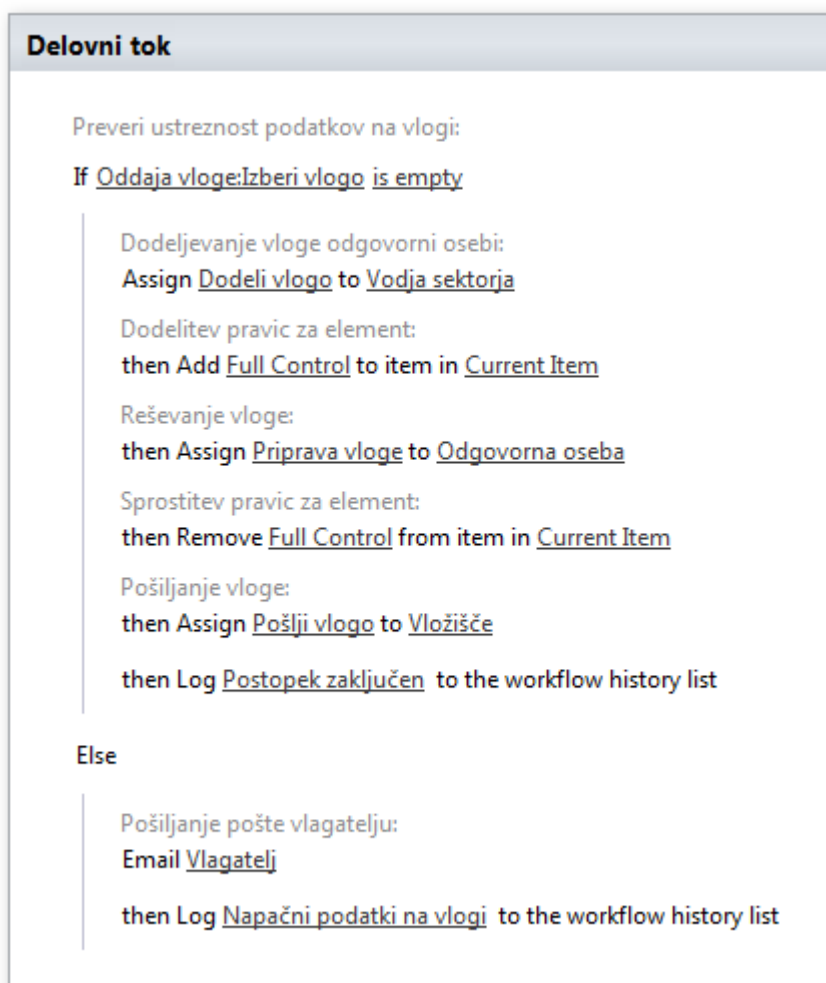 Delovni tok
Preveri ustreznost podatkov na vlogi:
If Oddaja vloge:Izberi vlogo is empty
Dodeljevanje vloge odgovorni osebi:
Assign Dodeli vlogo to Vodja sektorja
Dodelitev pravic za element:
then Add Full Control to item in Current Item
Reševanje vloge:
then Assign Priprava vloge to Odgovorna oseba
Sprostitev pravic za element:
then Remove Full Control from item in Current Item
Pošiljanje vloge:
then Assign Pošlji vlogo to Vložišče
then Log Postopek zaključen to the workflow history list
Else
Pošiljanje pošte vlagatelju:
Email Vlagatelj
then Log Napačni podatki na vlogi to the workflow history list